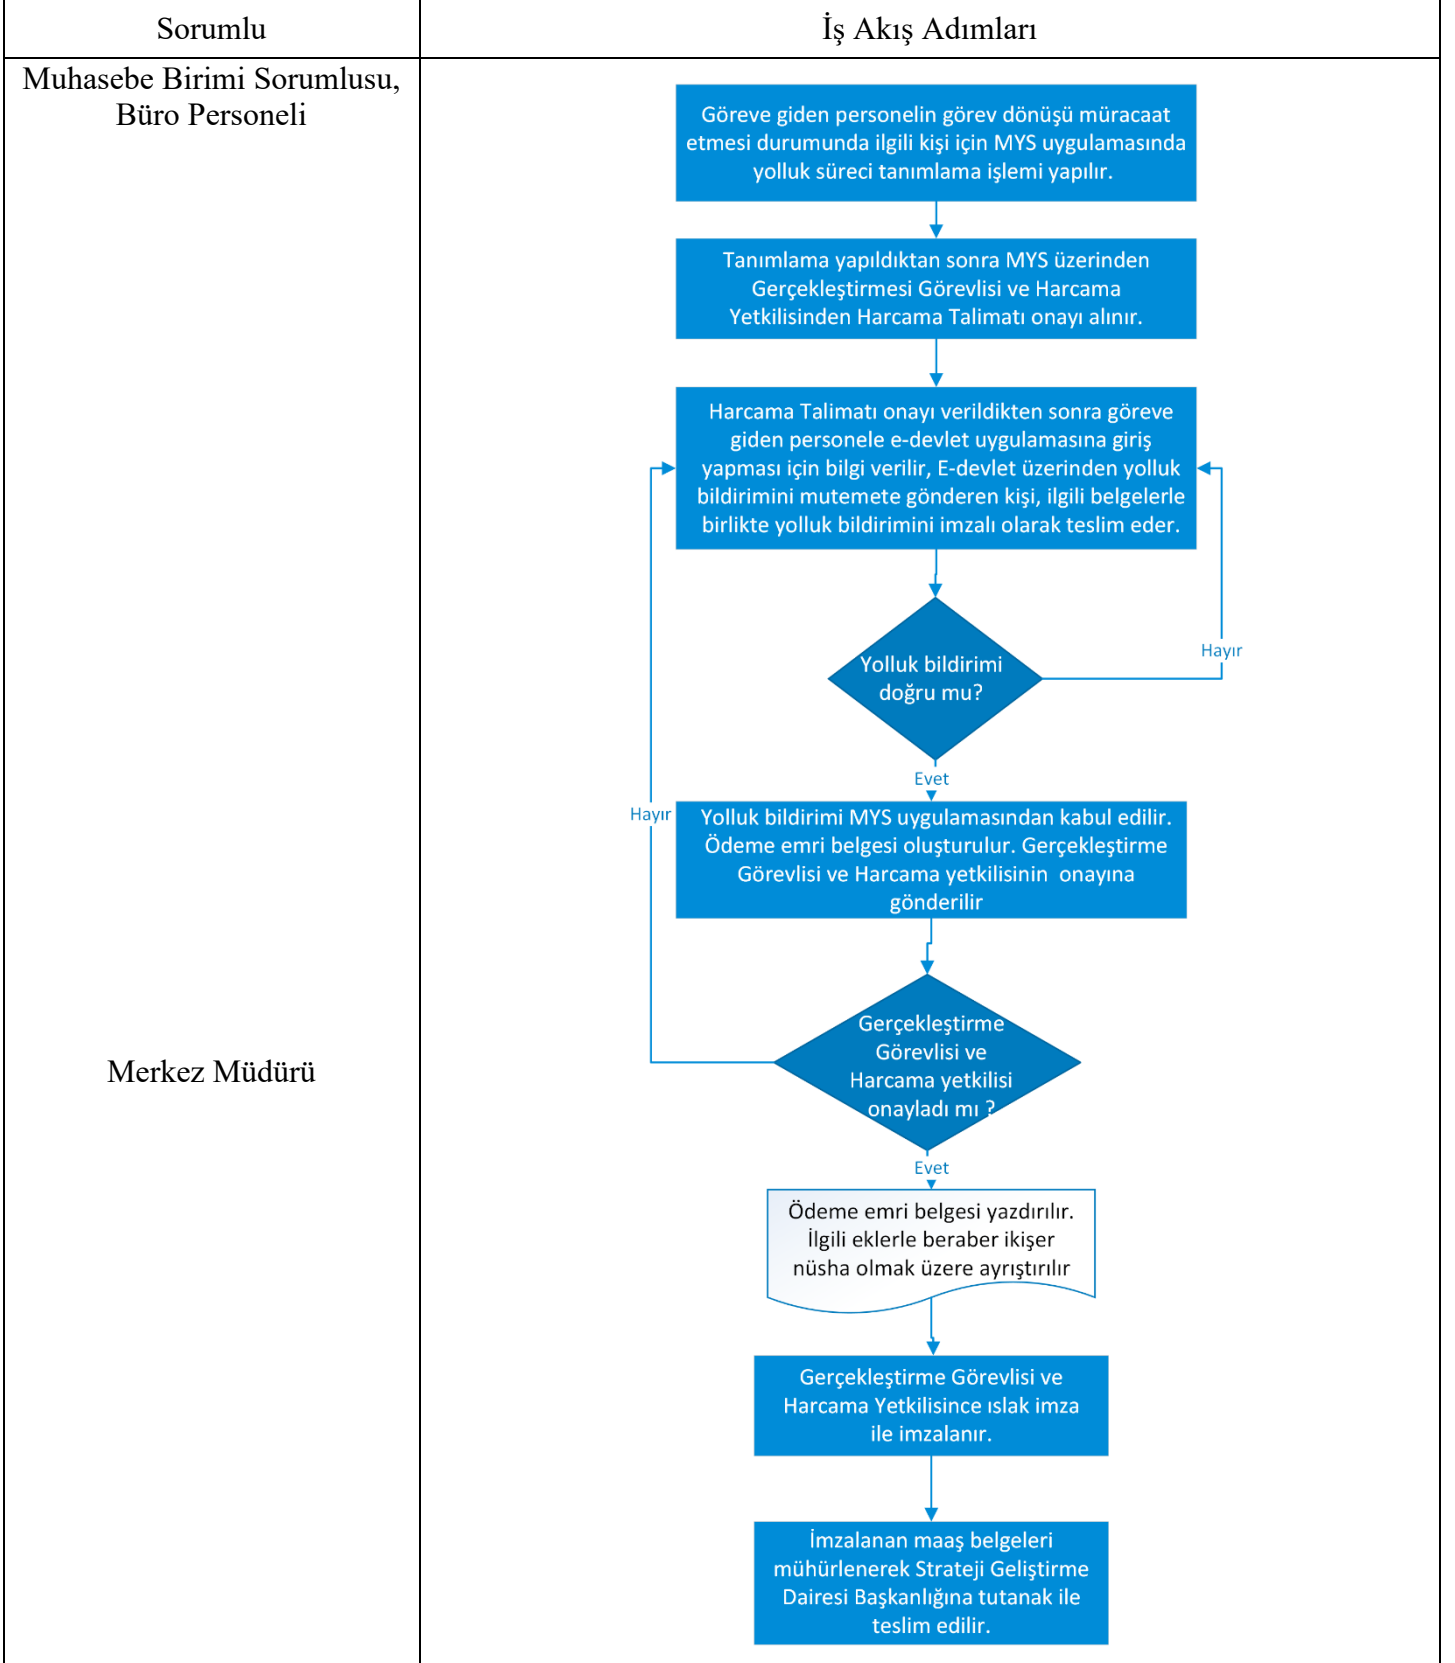 Sorumlu
İş Akış Adımları
Muhasebe Birimi Sorumlusu,
Büro Personeli
Göreve giden personelin görev dönüşü müracaat
etmesi durumunda ilgili kişi için MYS uygulamasında
yolluk süreci tanımlama işlemi yapılır.
Tanımlama yapıldıktan sonra MYS üzerinden
Gerçekleştirmesi Görevlisi ve Harcama
Yetkilisinden Harcama Talimatı onayı alınır.
Harcama Talimatı onayı verildikten sonra göreve
giden personele e-devlet uygulamasına giriş
yapması için bilgi verilir, E-devlet üzerinden yolluk
bildirimini mutemete gönderen kişi, ilgili belgelerle
birlikte yolluk bildirimini imzalı olarak teslim eder.
Hayır
Yolluk bildirimi
doğru mu?
Evet
Hayır
Yolluk bildirimi MYS uygulamasından kabul edilir.
Ödeme emri belgesi oluşturulur. Gerçekleştirme
Görevlisi ve Harcama yetkilisinin  onayına
gönderilir
Merkez Müdürü
Gerçekleştirme
Görevlisi ve
Harcama yetkilisi
onayladı mı ?
Evet
Ödeme emri belgesi yazdırılır.
İlgili eklerle beraber ikişer
nüsha olmak üzere ayrıştırılır
Gerçekleştirme Görevlisi ve
Harcama Yetkilisince ıslak imza
ile imzalanır.
İmzalanan maaş belgeleri
mühürlenerek Strateji Geliştirme
Dairesi Başkanlığına tutanak ile
teslim edilir.